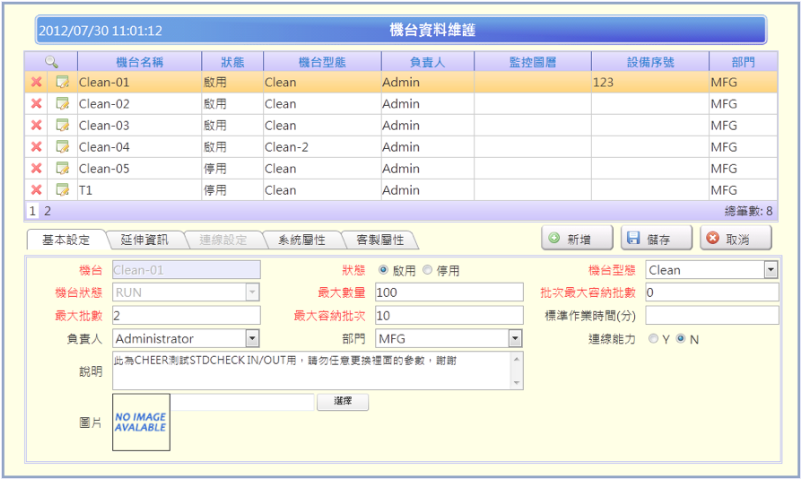 2012/07/30 11:01:12 機台資料維護
機台名稱 狀態 機台型態 負責人 監控圖層 設備序號 部門
Clean-01 啟用 Clean Admin 123 MFG
Clean-02 啟用 Clean Admin MFG
Clean-03 啟用 Clean Admin MFG
Clean-04 啟用 Clean-2 Admin MFG
Clean-05 停用 Clean Admin MFG
T1 停用 Clean Admin MFG
1 2 總筆數: 8
基本設定 延伸資訊 連線設定 系統屬性 客製屬性 新增 儲存 取消
機台 Clean-01 狀態 啟用 停用 機台型態 Clean
機台狀態 RUN 最大數量 100 批次最大容納批數 0
最大批數 2 最大容納批次 10 標準作業時間(分)
負責人 Administrator 部門 MFG 連線能力 Y N
說明 此為CHEER測試STDCHECK IN/OUT用，請勿任意更換裡面的參數，謝謝
圖片 NO IMAGE AVALABLE 選擇